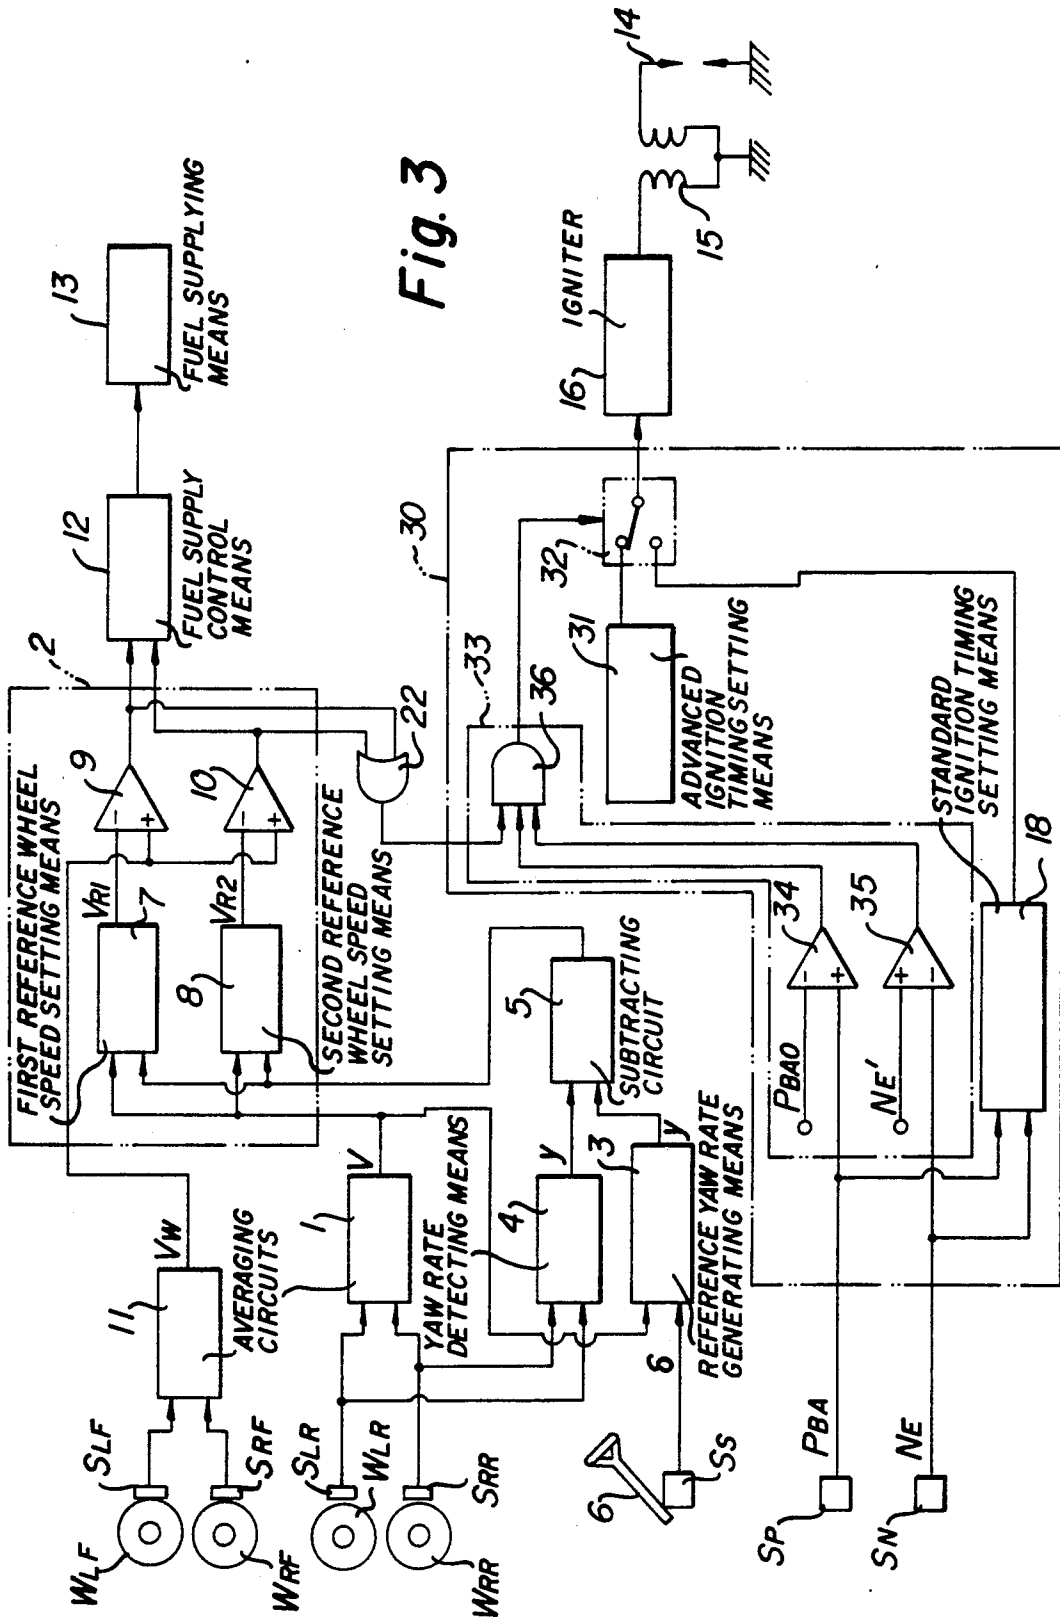 Fig. 3
WLF
SLF
WRF
SRF
11
AVERAGING
CIRCUITS
VW
SLR
WLR
WRR
SRR
1
V
YAW RATE
DETECTING MEANS
4
y
3
y
REFERENCE YAW RATE
GENERATING MEANS
6
SS
6
5
SUBTRACTING
CIRCUIT
FIRST REFERENCE WHEEL
SPEED SETTING MEANS
7
VR1
8
VR2
SECOND REFERENCE
WHEEL SPEED
SETTING MEANS
9
-
+
10
-
+
2
22
12
FUEL SUPPLY
CONTROL
MEANS
13
FUEL SUPPLYING
MEANS
30
33
36
32
31
ADVANCED
IGNITION
TIMING SETTING
MEANS
16
IGNITER
15
14
SP
PBA
SN
NE
PBA0
NE'
34
-
+
35
+
-
STANDARD
IGNITION TIMING
SETTING MEANS
18